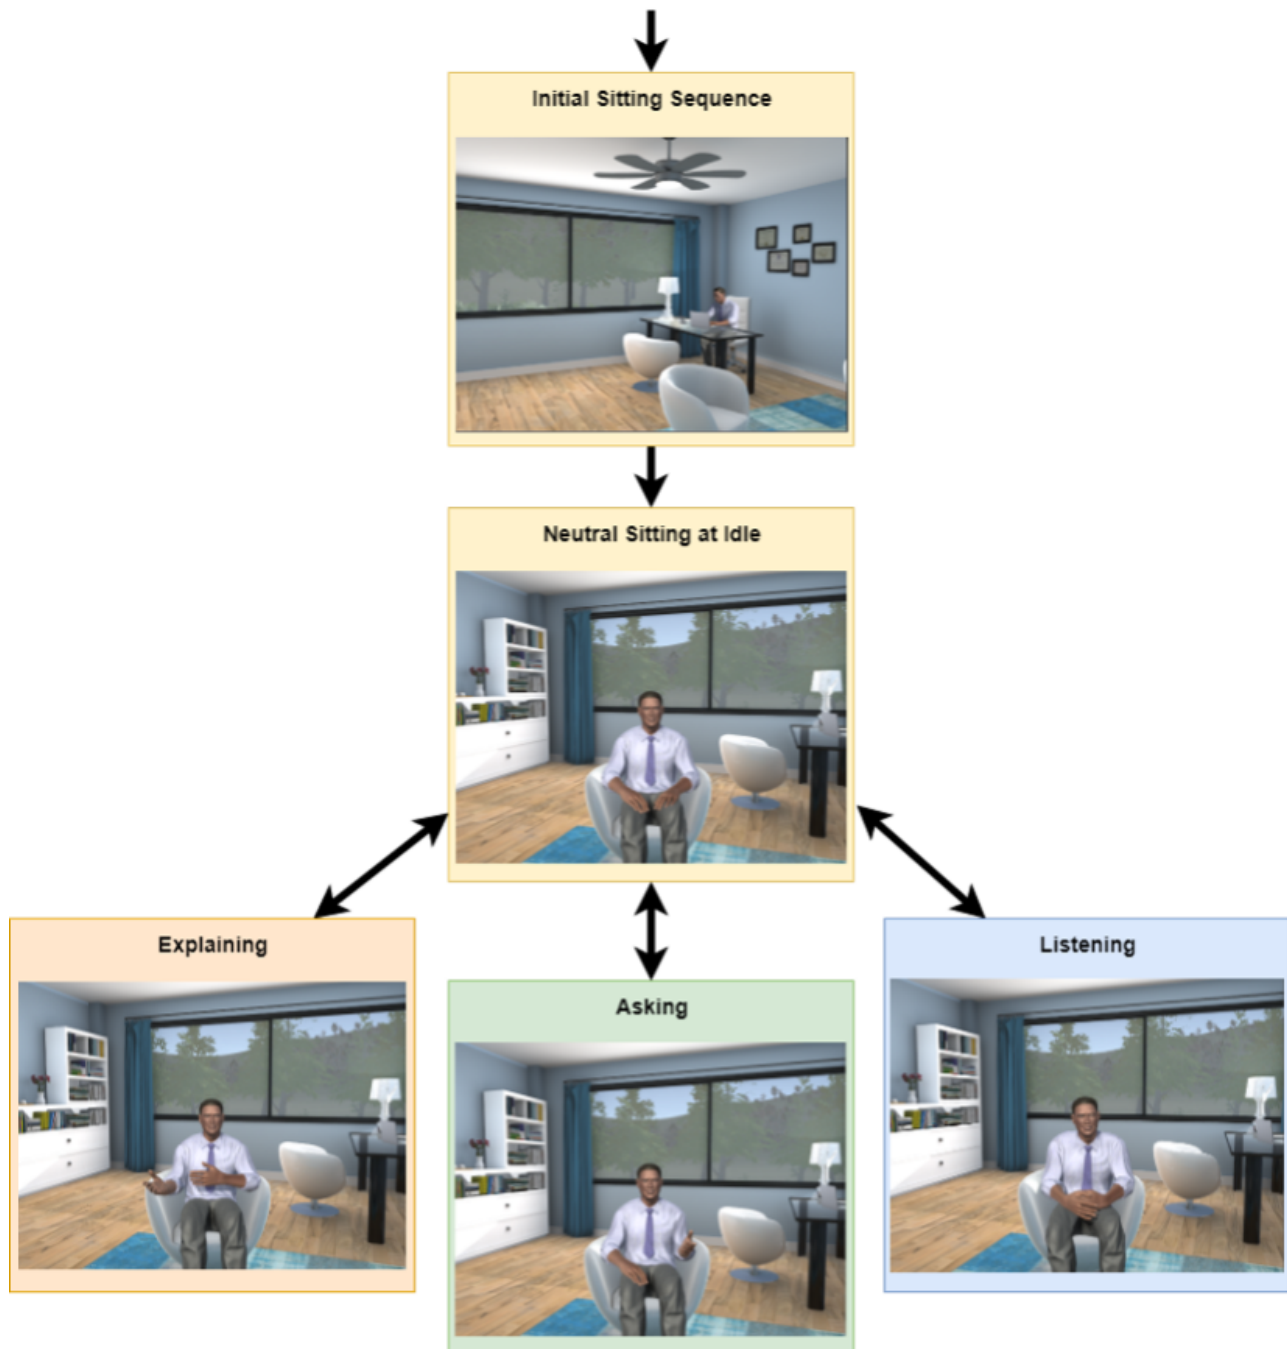 Initial Sitting Sequence
Neutral Sitting at Idle
Explaining
Asking
Listening